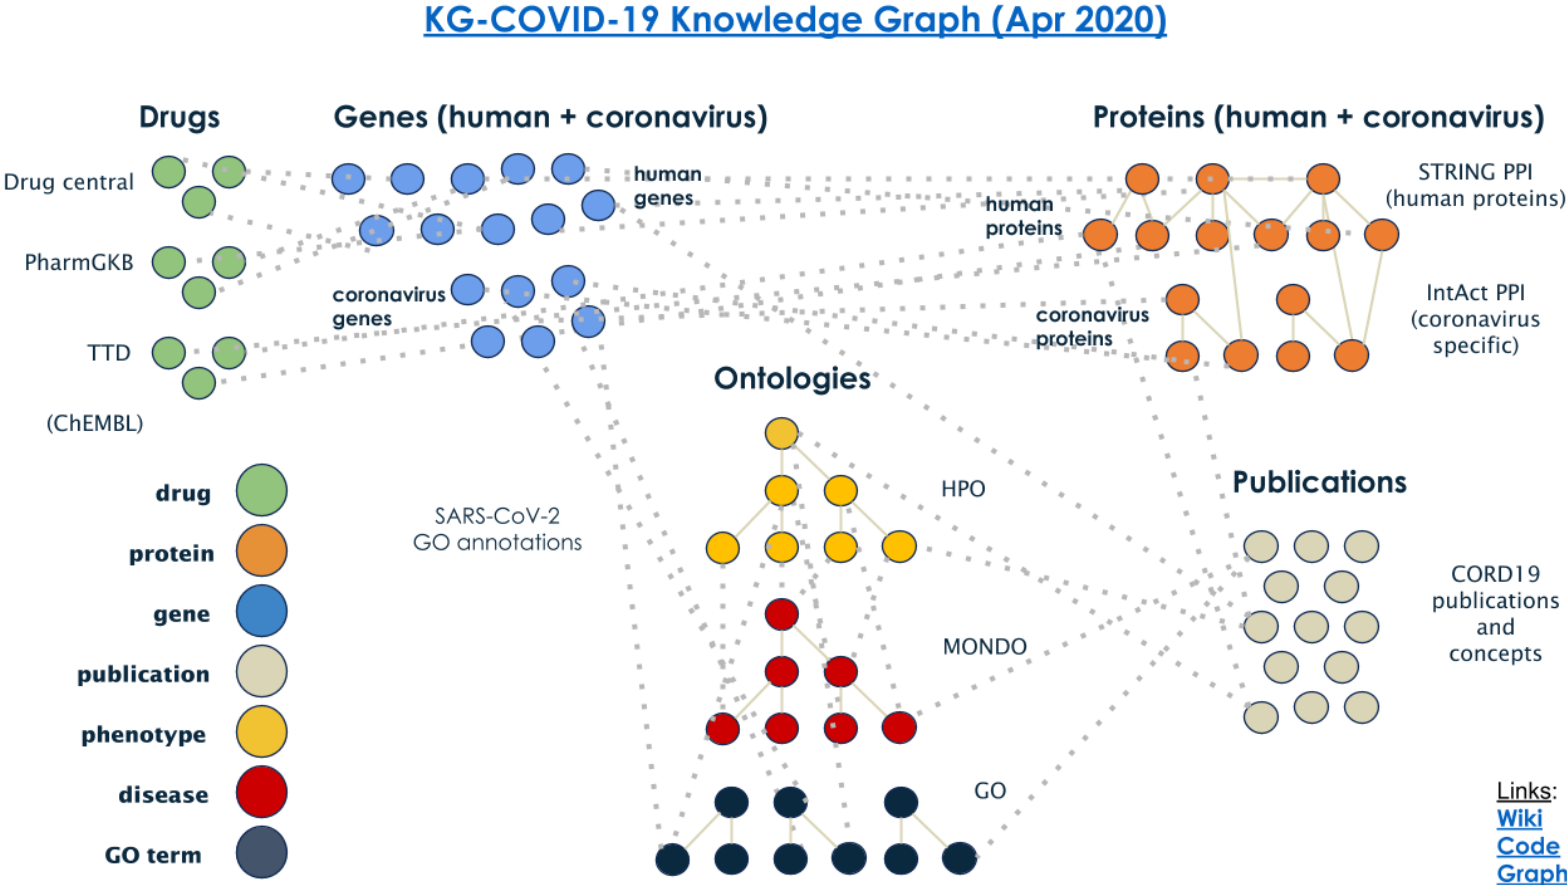 KG-COVID-19 Knowledge Graph (Apr 2020)
Drugs
Genes (human + coronavirus)
Proteins (human + coronavirus)
Drug central
PharmGKB
TTD
(ChEMBL)
human
genes
coronavirus
genes
human
proteins
coronavirus
proteins
STRING PPI
(human proteins)
IntAct PPI
(coronavirus
specific)
Ontologies
HPO
MONDO
GO
SARS-CoV-2
GO annotations
Publications
CORD19
publications
and
concepts
drug
protein
gene
publication
phenotype
disease
GO term
Links:
Wiki
Code
Graph